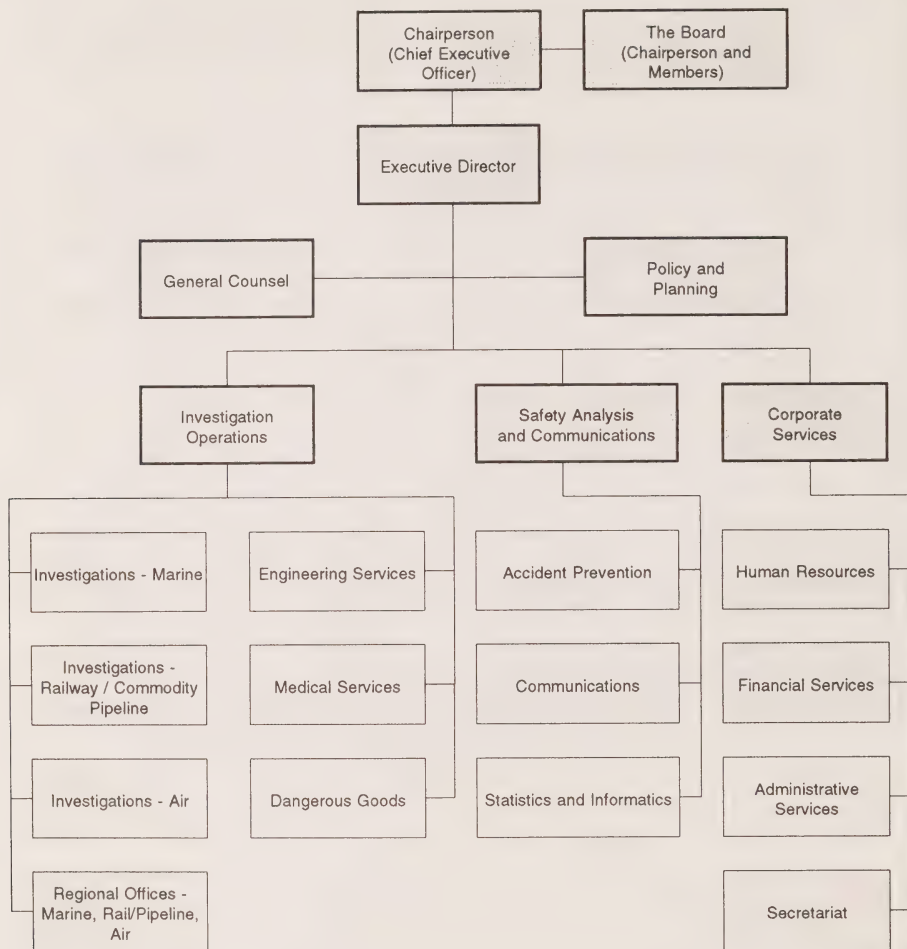 Chairperson
(Chief Executive
Officer)
The Board
(Chairperson and
Members)
Executive Director
General Counsel
Policy and
Planning
Investigation
Operations
Safety Analysis
and Communications
Corporate
Services
Investigations - Marine
Engineering Services
Accident Prevention
Human Resources
Investigations -
Railway / Commodity
Pipeline
Medical Services
Communications
Financial Services
Investigations - Air
Dangerous Goods
Statistics and Informatics
Administrative
Services
Regional Offices -
Marine, Rail/Pipeline,
Air
Secretariat